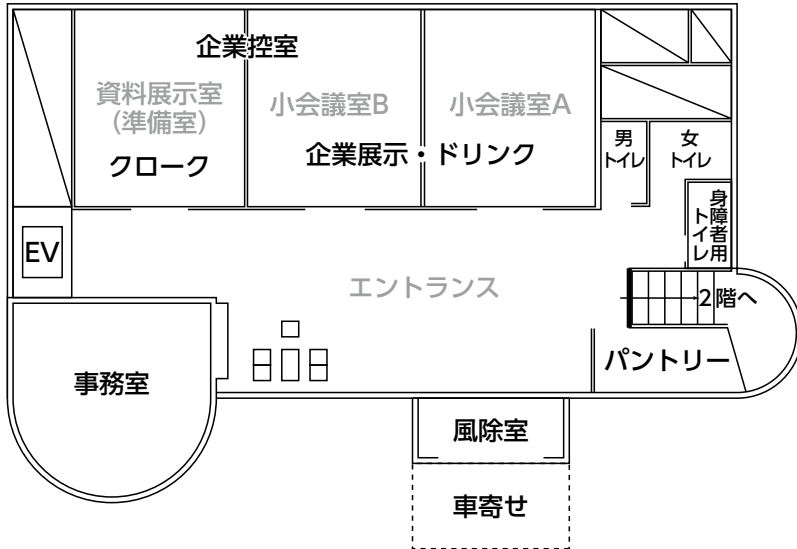 企業控室
資料展示室
（準備室）
クローク
小会議室B
小会議室A
企業展示・ドリンク
男
トイレ
女
トイレ
身障者用
トイレ
EV
エントランス
2階へ
事務室
パントリー
風除室
車寄せ